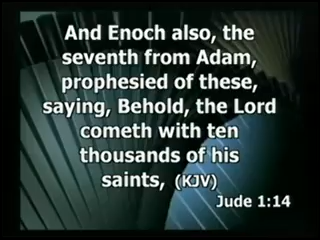 And Enoch also, the
seventh from Adam,
prophesied of these,
saying, Behold, the Lord
cometh with ten
thousands of his
saints, (KJV)
Jude 1:14